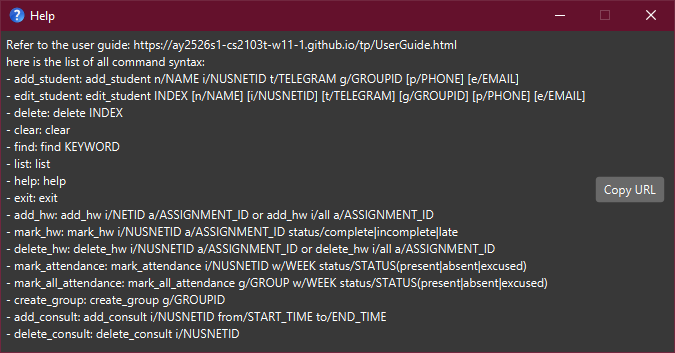 Help
Refer to the user guide: https://ay2526s1-cs2103t-w11-1.github.io/tp/UserGuide.html
here is the list of all command syntax:
- add_student: add_student n/NAME i/NUSNETID t/TELEGRAM g/GROUPID [p/PHONE] [e/EMAIL]
- edit_student: edit_student INDEX [n/NAME] [i/NUSNETID] [t/TELEGRAM] [g/GROUPID] [p/PHONE] [e/EMAIL]
- delete: delete INDEX
- clear: clear
- find: find KEYWORD
- list: list
- help: help
- exit: exit
- add_hw: add_hw i/NETID a/ASSIGNMENT_ID or add_hw i/all a/ASSIGNMENT_ID
- mark_hw: mark_hw i/NUSNETID a/ASSIGNMENT_ID status/complete|incomplete|late
- delete_hw: delete_hw i/NUSNETID a/ASSIGNMENT_ID or delete_hw i/all a/ASSIGNMENT_ID
- mark_attendance: mark_attendance i/NUSNETID w/WEEK status/STATUS(present|absent|excused)
- mark_all_attendance: mark_all_attendance g/GROUP w/WEEK status/STATUS(present|absent|excused)
- create_group: create_group g/GROUPID
- add_consult: add_consult i/NUSNETID from/START_TIME to/END_TIME
- delete_consult: delete_consult i/NUSNETID
Copy URL